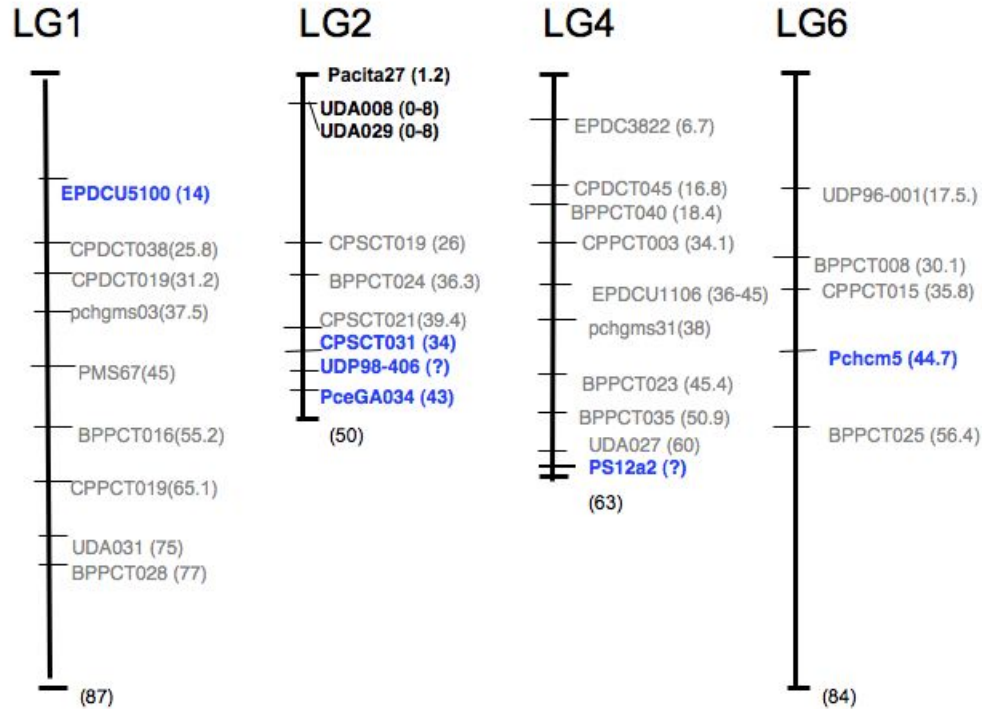 LG1
EPDCU5100 (14)
CPDCT038(25.8)
CPDCT019(31.2)
pchgms03(37.5)
PMS67(45)
BPPCT016(55.2)
CPPCT019(65.1)
UDA031 (75)
BPPCT028 (77)
(87)
LG2
Pacita27 (1.2)
UDA008 (0-8)
UDA029 (0-8)
CPSCT019 (26)
BPPCT024 (36.3)
CPSCT021(39.4)
CPSCT031 (34)
UDP98-406 (?)
PceGA034 (43)
(50)
LG4
EPDC3822 (6.7)
CPDCT045 (16.8)
BPPCT040 (18.4)
CPPCT003 (34.1)
EPDCU1106 (36-45)
pchgms31(38)
BPPCT023 (45.4)
BPPCT035 (50.9)
UDA027 (60)
PS12a2 (?)
(63)
LG6
UDP96-001(17.5.)
BPPCT008 (30.1)
CPPCT015 (35.8)
Pchcm5 (44.7)
BPPCT025 (56.4)
(84)